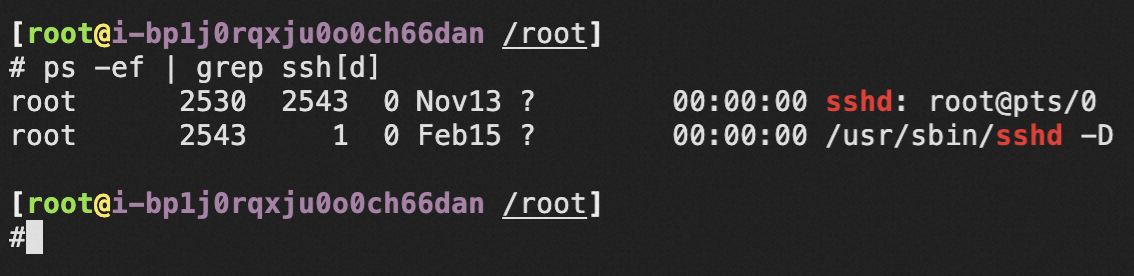 [root@i-bp1j0rqxju0o0ch66dan /root]
# ps -ef | grep ssh[d]
root      2530  2543  0 Nov13 ?        00:00:00 sshd: root@pts/0
root      2543     1  0 Feb15 ?        00:00:00 /usr/sbin/sshd -D
[root@i-bp1j0rqxju0o0ch66dan /root]
#